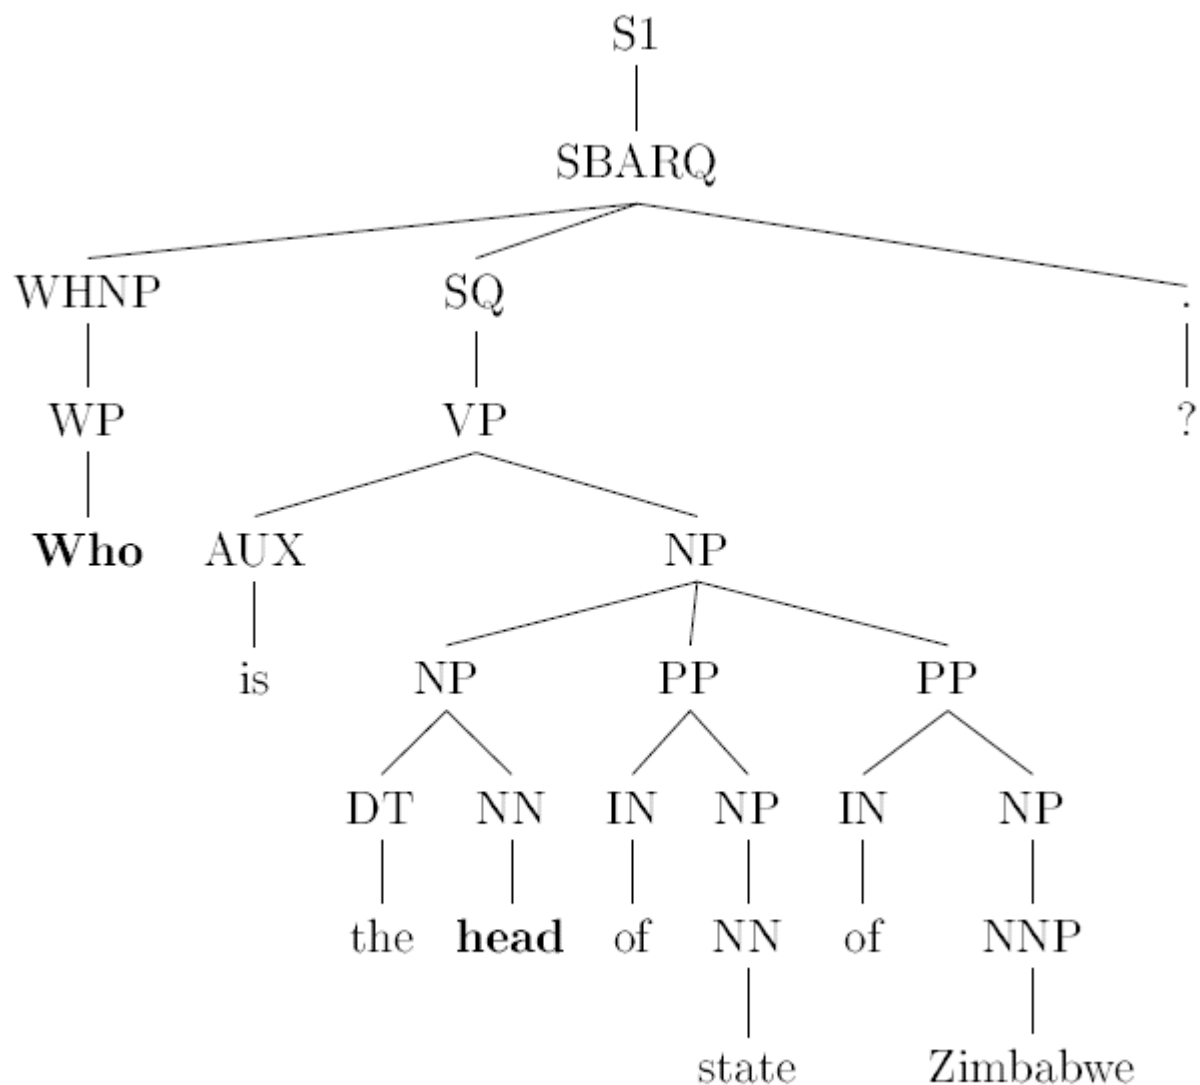 S1
SBARQ
WHNP SQ .
WP VP ?
Who AUX NP
is NP PP PP
DT NN IN NP IN NP
the head of NN of NNP
state Zimbabwe